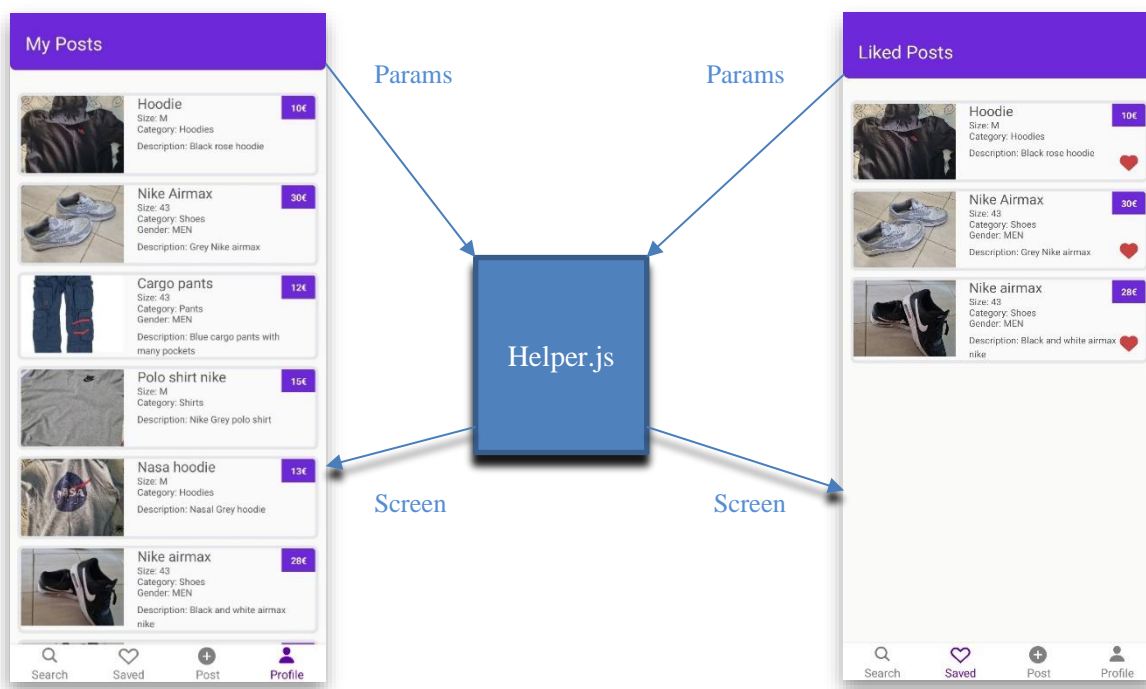 My Posts
Hoodie
10€
Size: M
Category: Hoodies
Description: Black rose hoodie
Nike Airmax
30€
Size: 43
Category: Shoes
Gender: MEN
Description: Grey Nike airmax
Cargo pants
12€
Size: 43
Category: Pants
Gender: MEN
Description: Blue cargo pants with
many pockets
Polo shirt nike
15€
Size: M
Category: Shirts
Description: Nike Grey polo shirt
Nasa hoodie
13€
Size: M
Category: Hoodies
Description: Nasal Grey hoodie
NASA
Nike airmax
28€
Size: 43
Category: Shoes
Gender: MEN
Description: Black and white airmax
nike
Search
Saved
Post
Profile
Params
Params
Helper.js
Screen
Screen
Liked Posts
Hoodie
10€
Size: M
Category: Hoodies
Description: Black rose hoodie
Nike Airmax
30€
Size: 43
Category: Shoes
Gender: MEN
Description: Grey Nike airmax
Nike airmax
28€
Size: 43
Category: Shoes
Gender: MEN
Description: Black and white airmax
nike
Search
Saved
Post
Profile